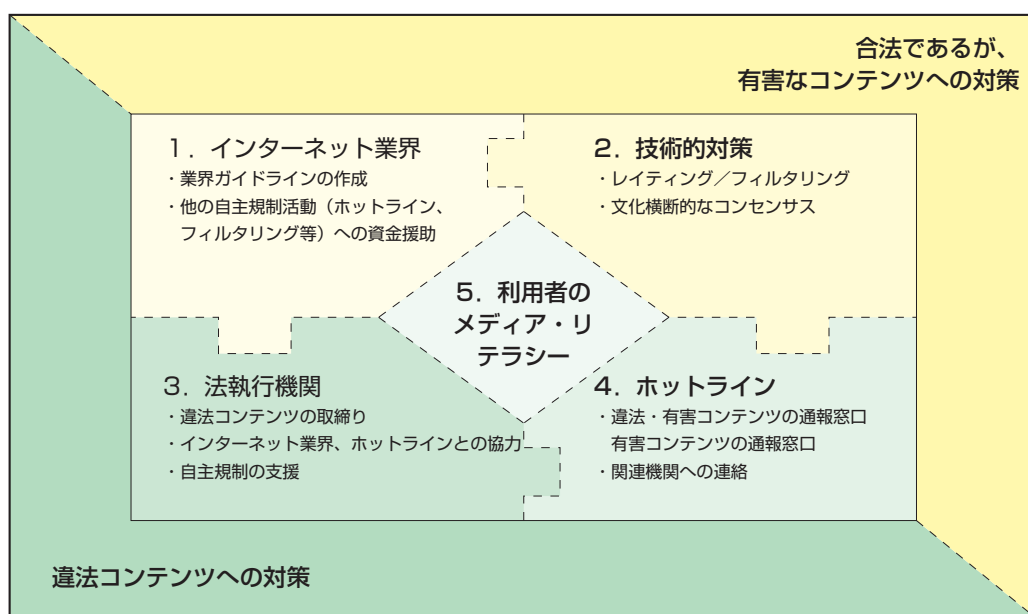 合法であるが、
有害なコンテンツへの対策
１．インターネット業界
・業界ガイドラインの作成
・他の自主規制活動（ホットライン、
フィルタリング等）への資金援助
２．技術的対策
・レイティング／フィルタリング
・文化横断的なコンセンサス
５．利用者の
メディア・リ
テラシー
３．法執行機関
・違法コンテンツの取締り
・インターネット業界、ホットラインとの協力
・自主規制の支援
４．ホットライン
・違法・有害コンテンツの通報窓口
有害コンテンツの通報窓口
・関連機関への連絡
違法コンテンツへの対策